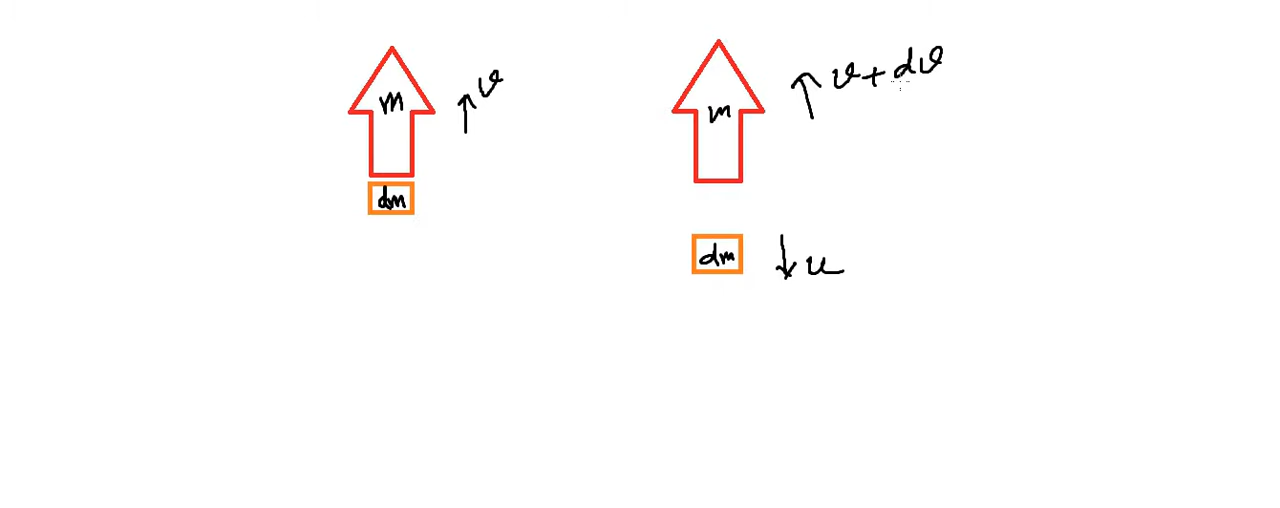 m
↑ v
dm
m
↑ v + dv
dm
↓ u